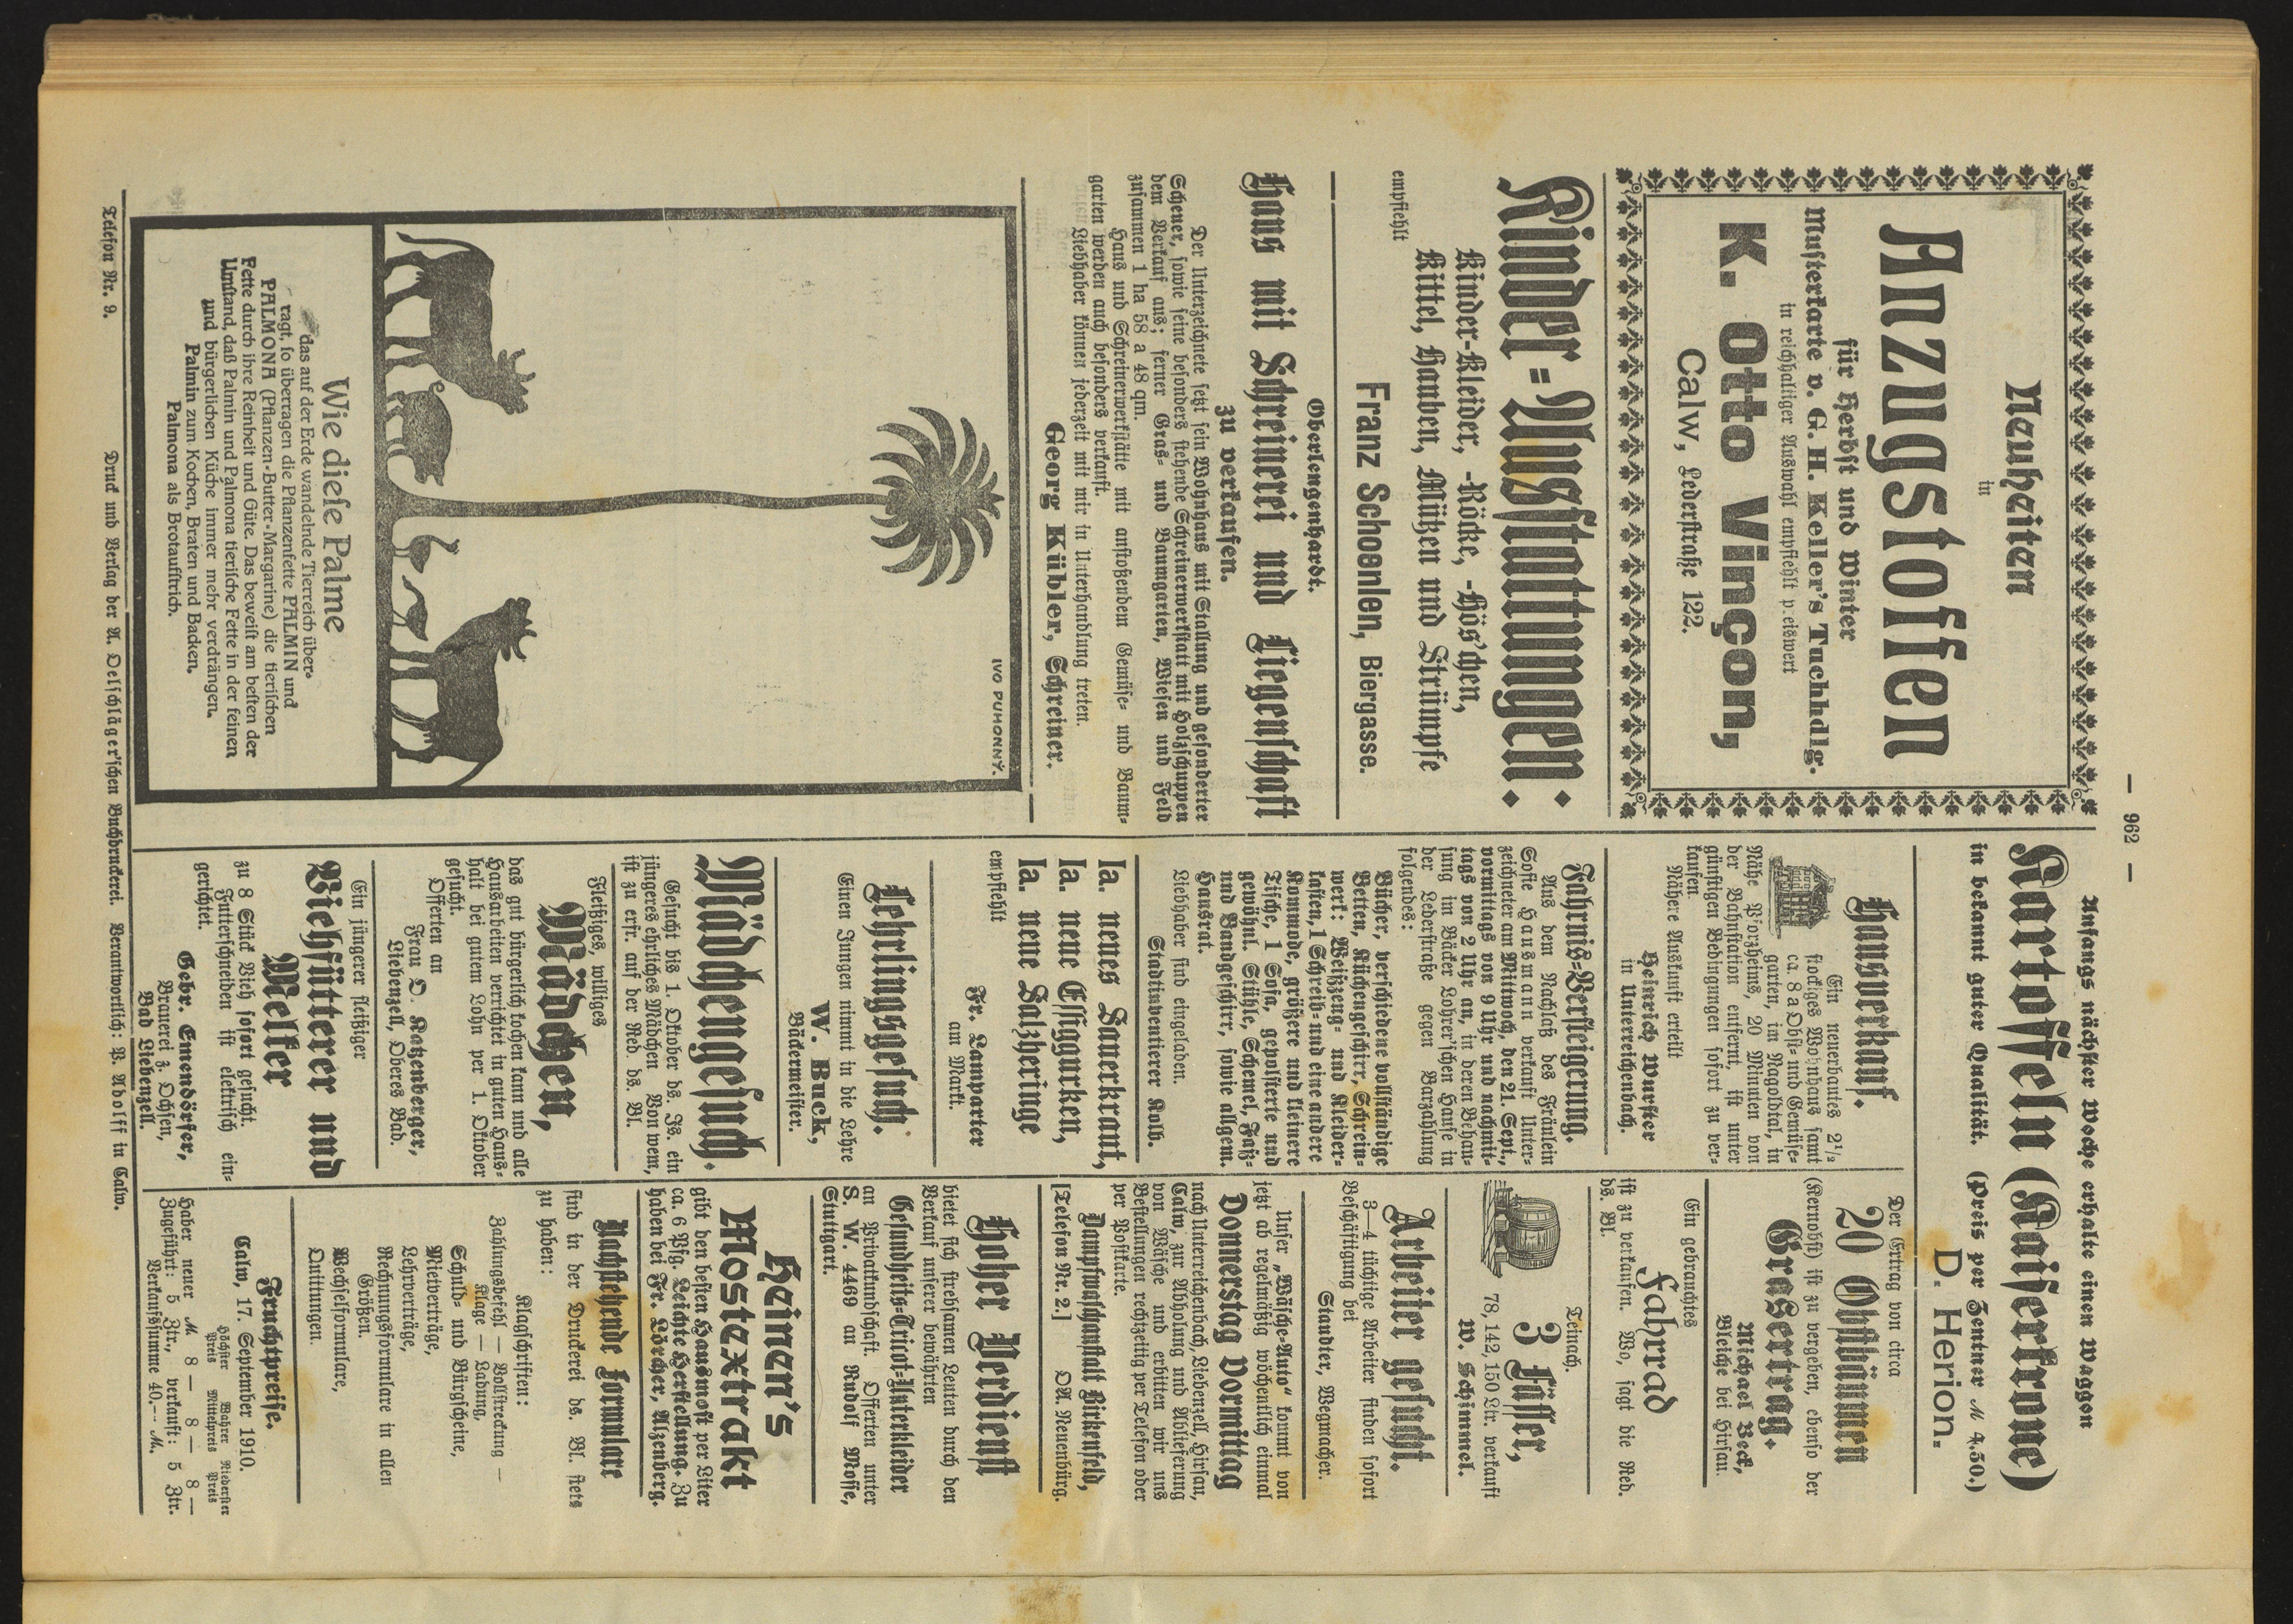 — 962 —
Neuheiten
in
Anzugstoffen
für Herbst und Winter
Musterkarte v. G. H. Keller's Tuchhdlg.
in reichhaltiger Auswahl empfiehlt preiswert
K. Otto Vinçon,
Calw, Lederstraße 122.
Kinder-Ausstattungen.
Kinder-Kleider, -Röcke, -Hös'chen,
Kittel, Hauben, Mützen und Strümpfe
empfiehlt
Franz Schoenlen, Biergasse.
Oberlengenhardt.
Haus mit Schreinerei und Liegenschaft
zu verkaufen.
Der Unterzeichnete setzt sein Wohnhaus mit Stallung und gesonderter
Scheuer, sowie seine besonders stehende Schreinerwerkstatt mit Holzschuppen
dem Verkauf aus; ferner Gras- und Baumgarten, Wiesen und Feld
zusammen 1 ha 58 a 48 qm.
Haus und Schreinerwerkstätte mit anstoßendem Gemüse- und Baum-
garten werden auch besonders verkauft.
Liebhaber können jederzeit mit mir in Unterhandlung treten.
Georg Kübler, Schreiner.
IVO PUHONNÝ.
Wie diese Palme
das auf der Erde wandelnde Tierreich über-
ragt, so überragen die Pflanzenfette PALMIN und
PALMONA (Pflanzen-Butter-Margarine) die tierischen
Fette durch ihre Reinheit und Güte. Das beweist am besten der
Umstand, daß Palmin und Palmona tierische Fette in der feinen
und bürgerlichen Küche immer mehr verdrängen.
Palmin zum Kochen, Braten und Backen.
Palmona als Brotaufstrich.
Anfangs nächster Woche erhalte einen Waggon
Kartoffeln (Kaiserkrone)
in bekannt guter Qualität. (Preis per Zentner M 4.50.)
D. Herion.
Hausverkauf.
Ein neuerbautes 2½
stockiges Wohnhaus samt
ca. 8 a Obst- und Gemüse-
garten, in Nagoldtal, in
Nähe Pforzheims, 20 Minuten von
der Bahnstation entfernt, ist unter
günstigen Bedingungen sofort zu ver-
kaufen.
Nähere Auskunft erteilt
Heinrich Wurster
in Unterreichenbach.
Fahrnis-Versteigerung.
Aus dem Nachlaß des Fräulein
Sofie Hausmann verkauft Unter-
zeichneter am Mittwoch, den 21. Sept.,
vormittags von 9 Uhr und nachmit-
tags von 2 Uhr an, in deren Behau-
sung in Bäcker Lohrer'schen Hause in
der Lederstraße gegen Barzahlung
folgendes:
Bücher, verschiedene vollständige
Betten, Küchengeschirr, Schrein-
werk: Weißzeug- und Kleider-
kasten, 1 Schreib- und eine andere
Kommode, größere und kleinere
Tische, 1 Sofa, gepolsterte und
gewöhnl. Stühle, Schemel, Faß-
und Bandgeschirr, sowie allgem.
Hausrat.
Liebhaber sind eingeladen.
Stadtinventierer Kolb.
Ia. neues Sauerkraut,
Ia. neue Essiggurken,
Ia. neue Salzheringe
empfiehlt
Fr. Lamparter
am Markt.
Lehrlingsgesuch.
Einen Jungen nimmt in die Lehre
W. Buck,
Bäckermeister.
Mädchengesuch.
Gesucht bis 1. Oktober ds. Js. ein
jüngeres ehrliches Mädchen. Von wem,
ist zu erfr. auf der Red. ds. Bl.
Fleißiges, williges
Mädchen,
das gut bürgerlich kochen kann und alle
Hausarbeiten verrichtet in guten Haus-
halt bei gutem Lohn per 1. Oktober
gesucht.
Offerten an
Frau O. Katzenberger,
Liebenzell, Oberes Bad.
Ein jüngerer fleißiger
Viehfütterer und
Melker
zu 8 Stück Vieh sofort gesucht.
Futterschneiden ist elektrisch ein-
gerichtet.
Gebr. Emendörfer,
Brauerei z. Ochsen,
Bad Liebenzell.
Der Ertrag von circa
20 Obstbäumen
(Kernobst) ist zu vergeben, ebenso der
Grasertrag.
Michael Beck,
Bleiche bei Hirsau.
Ein gebrauchtes
Fahrrad
ist zu verkaufen. Wo, sagt die Red.
ds. Bl.
Teinach.
3 Fässer,
78, 142, 150 Ltr. verkauft
W. Schimmel.
Arbeiter gesucht.
3—4 tüchtige Arbeiter finden sofort
Beschäftigung bei
Staudter, Wegmacher.
Unser „Wäsche-Auto“ kommt von
jetzt ab regelmäßig wöchentlich einmal
Donnerstag Vormittag
nach Unterreichenbach, Liebenzell, Hirsau,
Calw, zur Abholung und Ablieferung
von Wäsche und erbitten wir uns
Bestellungen rechtzeitig per Telefon oder
per Postkarte.
Dampfwaschanstalt Birkenfeld,
[Telefon Nr. 2.] OA. Neuenbürg.
Hoher Verdienst
bietet sich strebsamen Leuten durch den
Verkauf unserer bewährten
Gesundheits-Tricot-Unterkleider
an Privatkundschaft. Offerten unter
S. W. 4469 an Rudolf Mosse,
Stuttgart.
Heinen's
Mostextrakt
gibt den besten Hausmost per Liter
ca. 6 Pfg. Leichte Herstellung. Zu
haben bei Fr. Lörcher, Alzenberg.
Nachstehende Formulare
sind in der Druckerei ds. Bl. stets
zu haben:
Klagschriften:
Zahlungsbefehl — Vollstreckung —
Klage — Ladung,
Schuld- und Bürgscheine,
Mietverträge,
Lehrverträge,
Rechnungsformulare in allen
Größen.
Wechselformulare,
Quittungen.
Fruchtpreise.
Calw, 17. September 1910.
Höchster Wahrer Niederster
Preis Mittelpreis Preis
Haber neuer M. 8 — 8 — 8 —
Zugeführt: 5 Ztr., verkauft: 5 Ztr.
Verkaufssumme 40.— M.
Telefon Nr. 9. Druck und Verlag der A. Oelschläger'schen Buchdruckerei. Verantwortlich: P. Adolff in Calw.